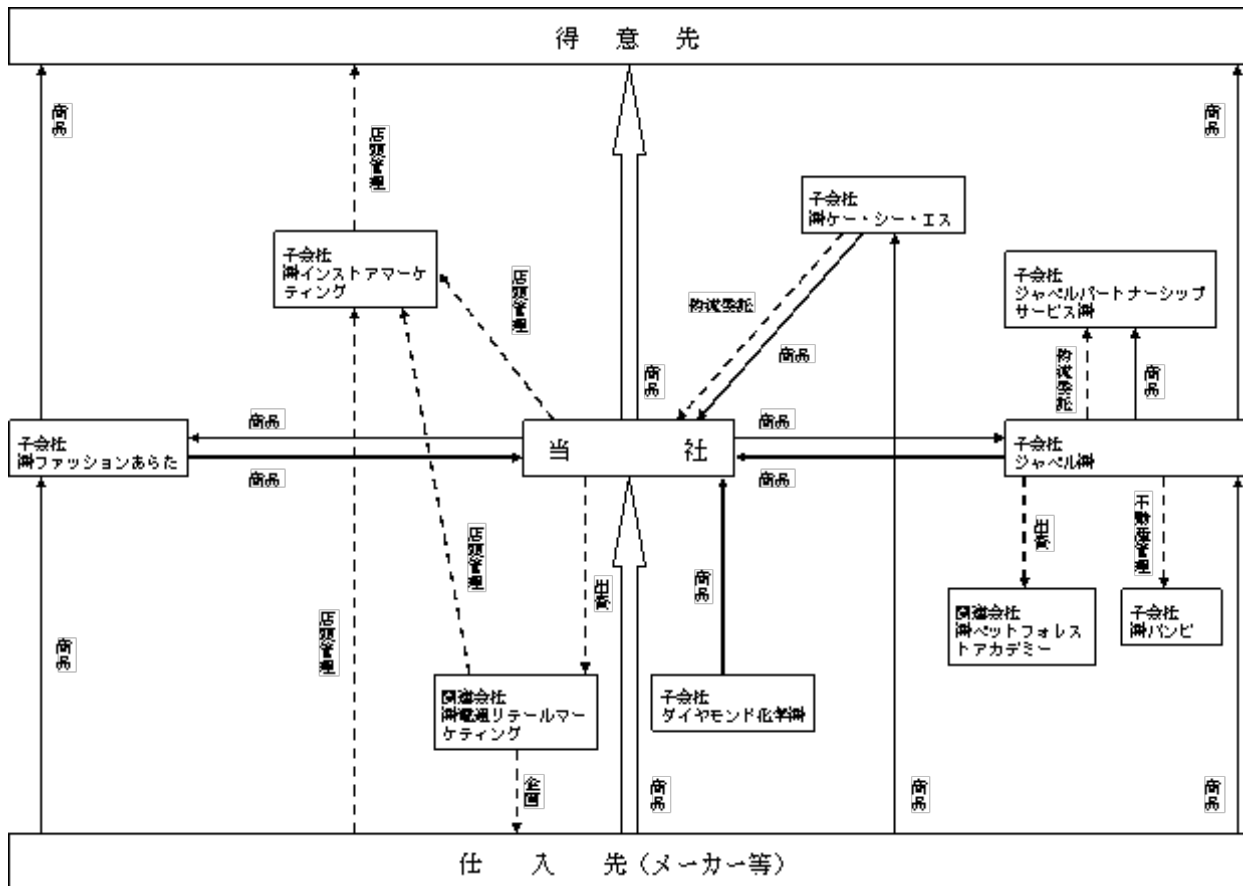 得意先
商品
店頭管理
商品
子会社
㈱ケー・シー・エス
子会社
㈱インストアマーケ
ティング
店頭管理
物流委託
商品
商品
子会社
ジャペルパートナーシップ
サービス㈱
物流委託
商品
子会社
㈱ファッションあらた
商品
商品
当社
商品
商品
子会社
ジャペル㈱
店頭管理
店頭管理
出資
商品
出資
関連会社
㈱ペットフォレス
トアカデミー
子会社
㈱バンビ
商品
関連会社
㈱電通リテールマー
ケティング
子会社
ダイヤモンド化学㈱
企画
商品
商品
商品
仕入先(メーカー等)